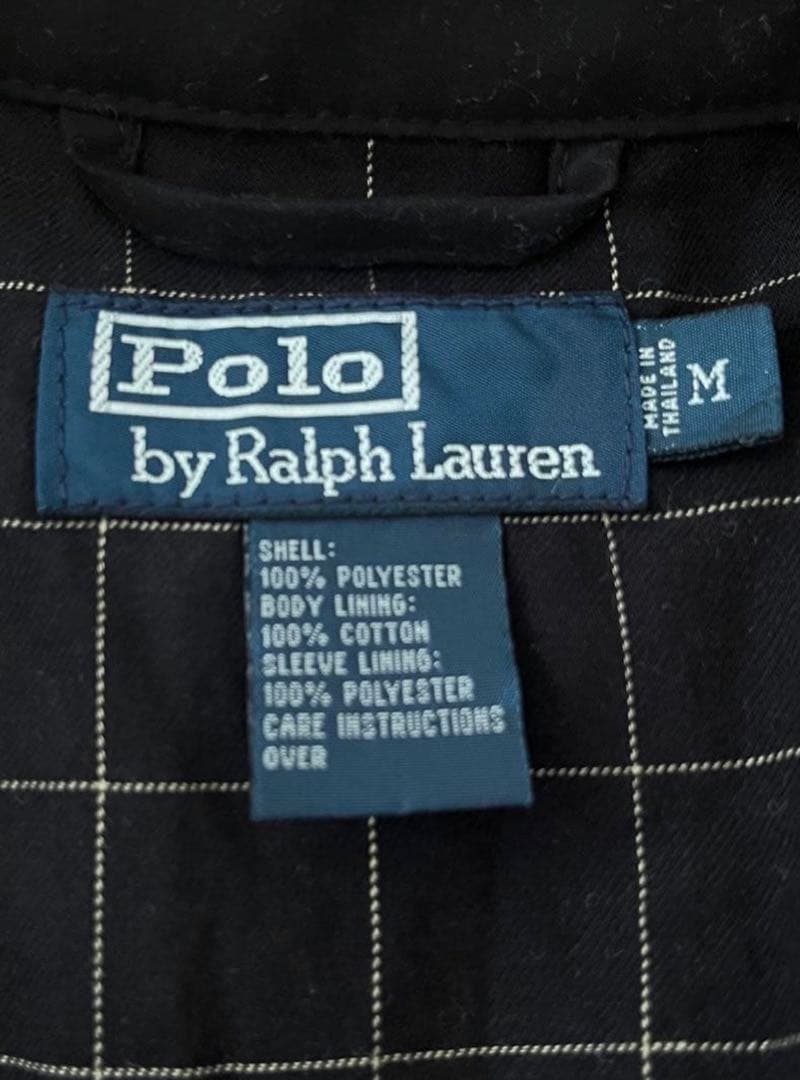 Polo
by Ralph Lauren
MADE IN
THAILAND
M
SHELL:
100% POLYESTER
BODY LINING:
100% COTTON
SLEEVE LINING:
100% POLYESTER
CARE INSTRUCTIONS
OVER